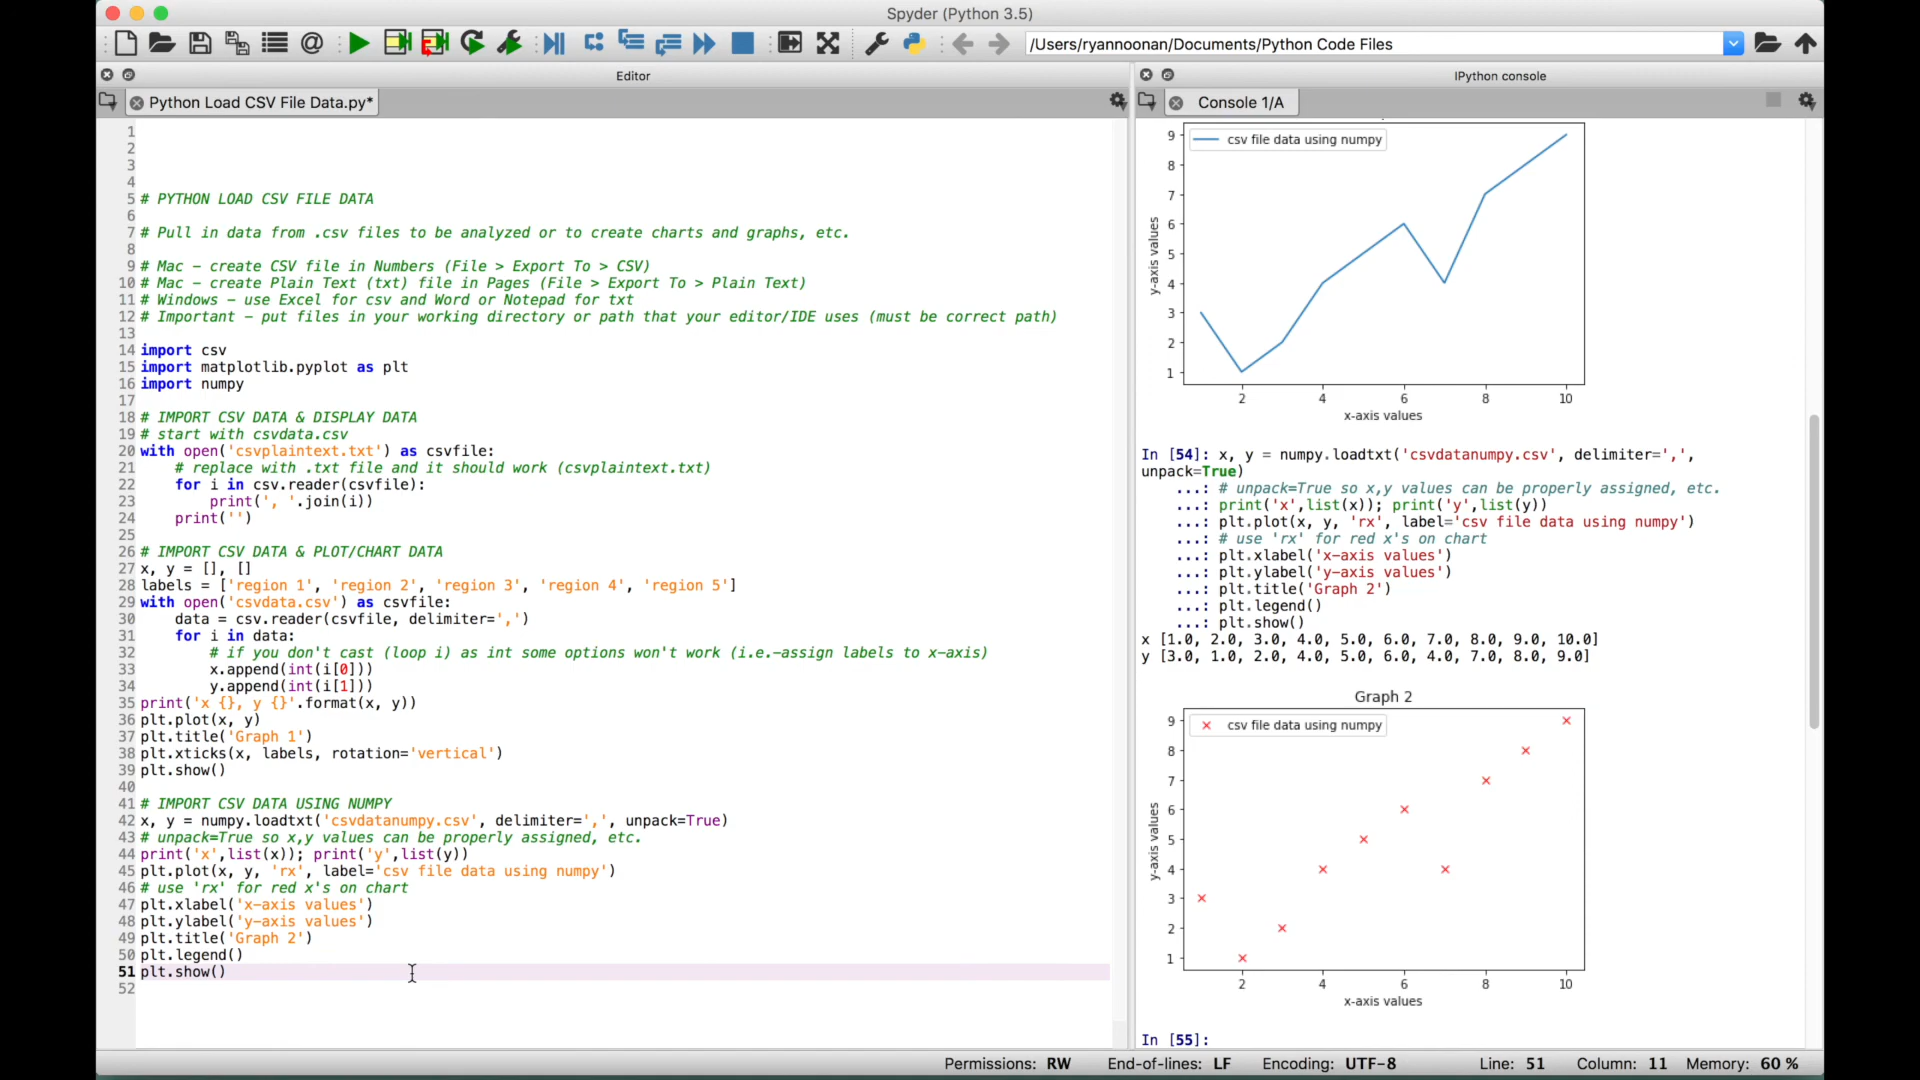 Spyder (Python 3.5)
/Users/ryannoonan/Documents/Python Code Files
Editor
Python Load CSV File Data.py*
1
2
3
4
5 # PYTHON LOAD CSV FILE DATA
6
7 # Pull in data from .csv files to be analyzed or to create charts and graphs, etc.
8
9 # Mac - create CSV file in Numbers (File > Export To > CSV)
10 # Mac - create Plain Text (txt) file in Pages (File > Export To > Plain Text)
11 # Windows - use Excel for csv and Word or Notepad for txt
12 # Important - put files in your working directory or path that your editor/IDE uses (must be correct path)
13
14 import csv
15 import matplotlib.pyplot as plt
16 import numpy
17
18 # IMPORT CSV DATA & DISPLAY DATA
19 # start with csvdata.csv
20 with open('csvplaintext.txt') as csvfile:
21     # replace with .txt file and it should work (csvplaintext.txt)
22     for i in csv.reader(csvfile):
23         print(', '.join(i))
24     print('')
25
26 # IMPORT CSV DATA & PLOT/CHART DATA
27 x, y = [], []
28 labels = ['region 1', 'region 2', 'region 3', 'region 4', 'region 5']
29 with open('csvdata.csv') as csvfile:
30     data = csv.reader(csvfile, delimiter=',')
31     for i in data:
32         # if you don't cast (loop i) as int some options won't work (i.e.-assign labels to x-axis)
33         x.append(int(i[0]))
34         y.append(int(i[1]))
35 print('x {}, y {}'.format(x, y))
36 plt.plot(x, y)
37 plt.title('Graph 1')
38 plt.xticks(x, labels, rotation='vertical')
39 plt.show()
40
41 # IMPORT CSV DATA USING NUMPY
42 x, y = numpy.loadtxt('csvdatanumpy.csv', delimiter=',', unpack=True)
43 # unpack=True so x,y values can be properly assigned, etc.
44 print('x',list(x)); print('y',list(y))
45 plt.plot(x, y, 'rx', label='csv file data using numpy')
46 # use 'rx' for red x's on chart
47 plt.xlabel('x-axis values')
48 plt.ylabel('y-axis values')
49 plt.title('Graph 2')
50 plt.legend()
51 plt.show()
52
IPython console
Console 1/A
csv file data using numpy
9
8
7
6
5
4
3
2
1
y-axis values
2 4 6 8 10
x-axis values
In [54]: x, y = numpy.loadtxt('csvdatanumpy.csv', delimiter=',',
unpack=True)
...: # unpack=True so x,y values can be properly assigned, etc.
...: print('x',list(x)); print('y',list(y))
...: plt.plot(x, y, 'rx', label='csv file data using numpy')
...: # use 'rx' for red x's on chart
...: plt.xlabel('x-axis values')
...: plt.ylabel('y-axis values')
...: plt.title('Graph 2')
...: plt.legend()
...: plt.show()
x [1.0, 2.0, 3.0, 4.0, 5.0, 6.0, 7.0, 8.0, 9.0, 10.0]
y [3.0, 1.0, 2.0, 4.0, 5.0, 6.0, 4.0, 7.0, 8.0, 9.0]
Graph 2
csv file data using numpy
9
8
7
6
5
4
3
2
1
y-axis values
2 4 6 8 10
x-axis values
In [55]:
Permissions: RW End-of-lines: LF Encoding: UTF-8 Line: 51 Column: 11 Memory: 60 %